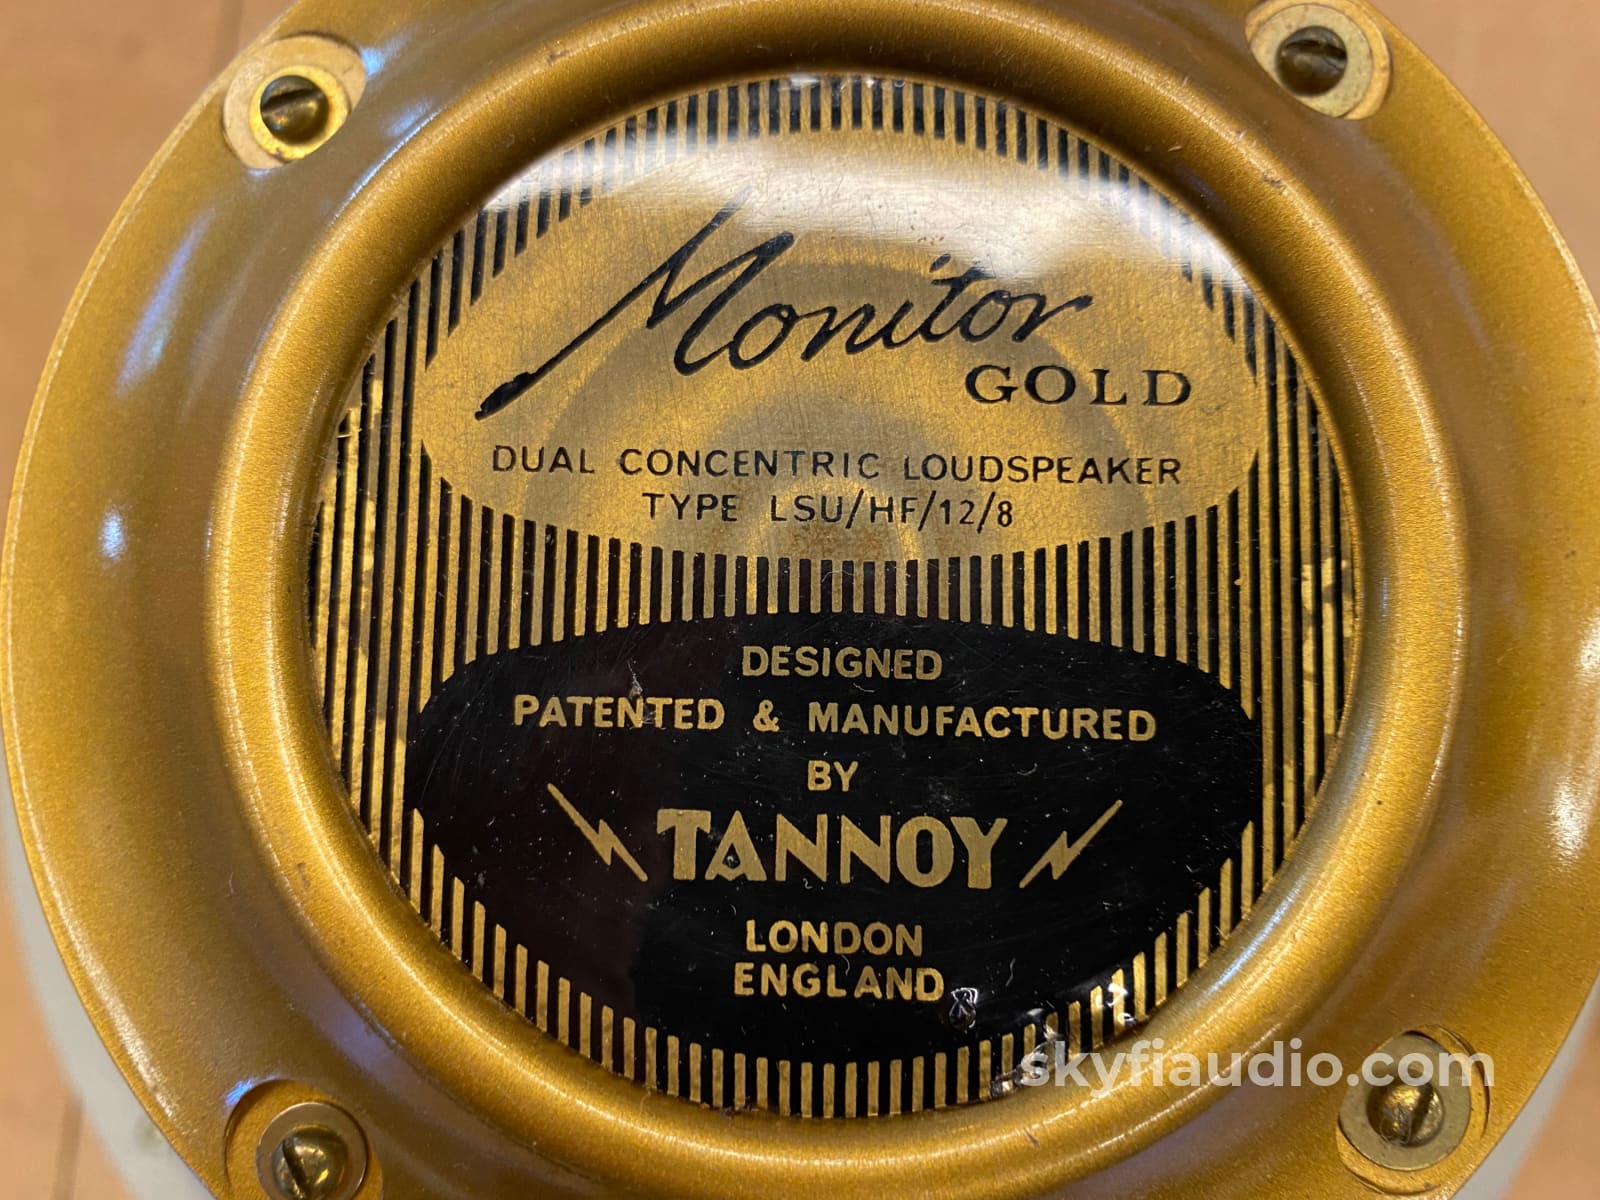 Monitor
GOLD
DUAL CONCENTRIC LOUDSPEAKER
TYPE LSU/HF/12/8
DESIGNED
PATENTED & MANUFACTURED
BY
TANNOY
LONDON
ENGLAND
skyfiaudio.com